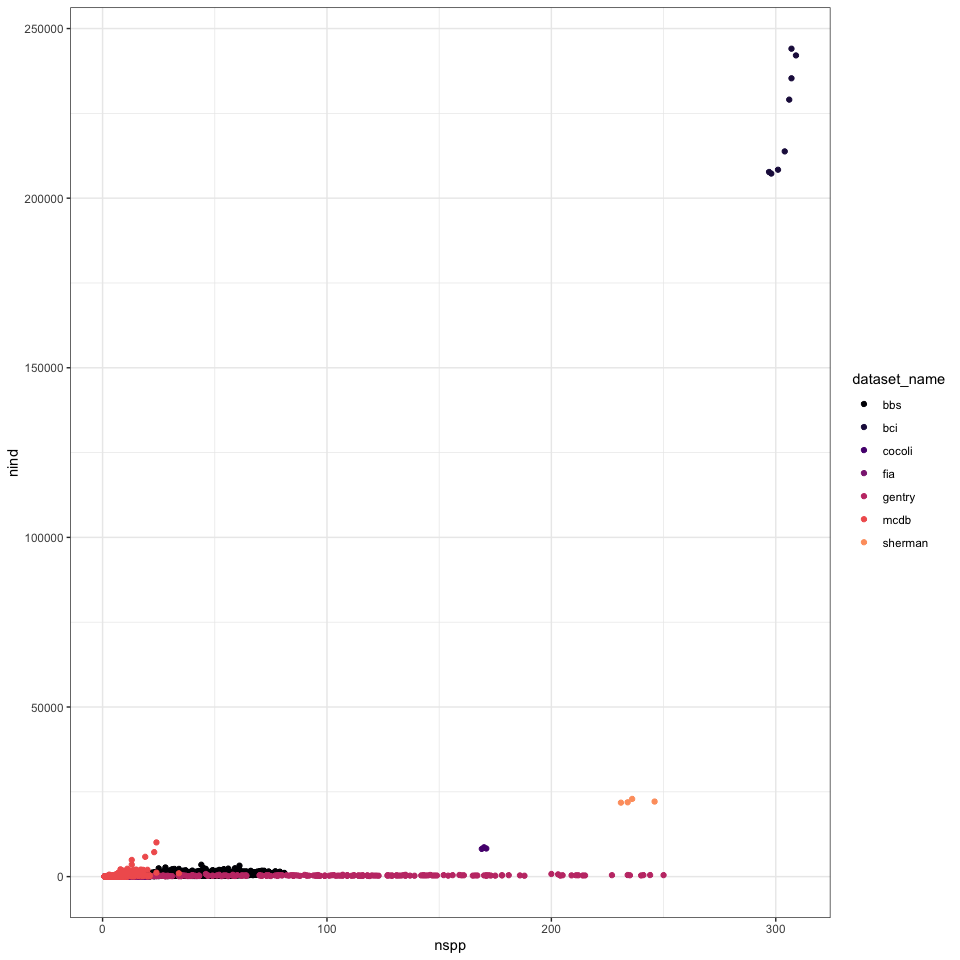 250000
200000
150000
100000
50000
0
nind
0 100 200 300
nspp
dataset_name
bbs
bci
cocoli
fia
gentry
mcdb
sherman